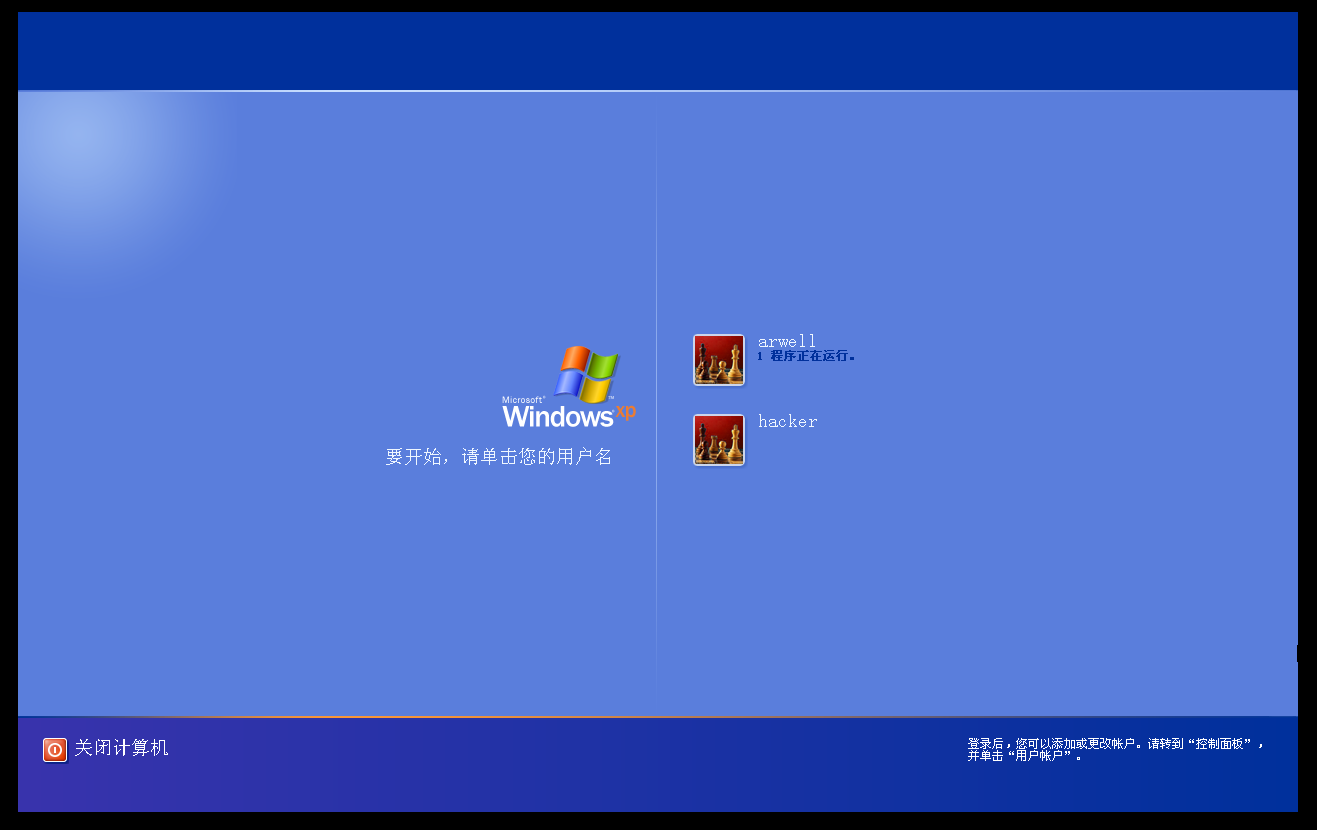 arwell
1 程序正在运行。
Microsoft®
Windows® xp™
hacker
要开始，请单击您的用户名
关闭计算机
登录后，您可以添加或更改帐户。请转到“控制面板”，
并单击“用户帐户”。